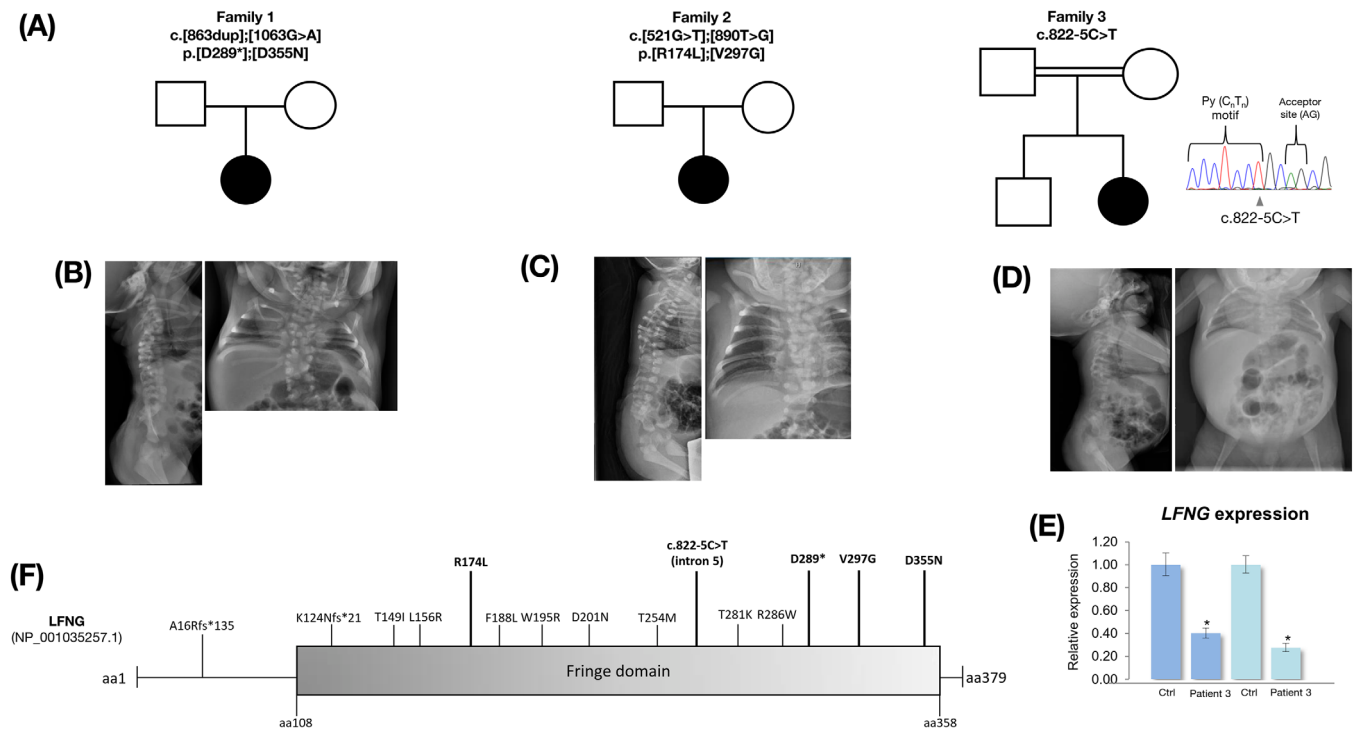 (A)
Family 1
c.[863dup];[1063G>A]
p.[D289*];[D355N]
Family 2
c.[521G>T];[890T>G]
p.[R174L];[V297G]
Family 3
c.822-5C>T
Py (CnTn)
motif
Acceptor
site (AG)
c.822-5C>T
(B)
(C)
(D)
(E)
LFNG expression
Relative expression
1.20
1.00
0.80
0.60
0.40
0.20
0.00
*
*
Ctrl
Patient 3
Ctrl
Patient 3
(F)
LFNG
(NP_001035257.1)
aa1
A16Rfs*135
K124Nfs*21
T149I
L156R
R174L
F188L
W195R
D201N
T254M
c.822-5C>T
(intron 5)
T281K
R286W
D289*
V297G
D355N
Fringe domain
aa379
aa108
aa358